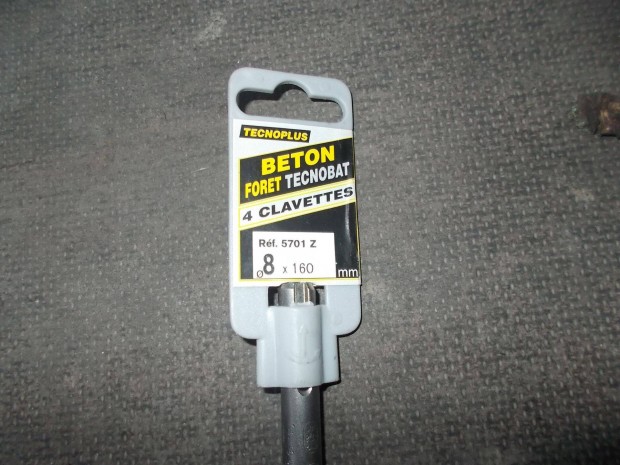 TECNOPLUS
BETON
FORET TECNOBAT
4 CLAVETTES
Réf. 5701 Z
ø8 x 160 mm